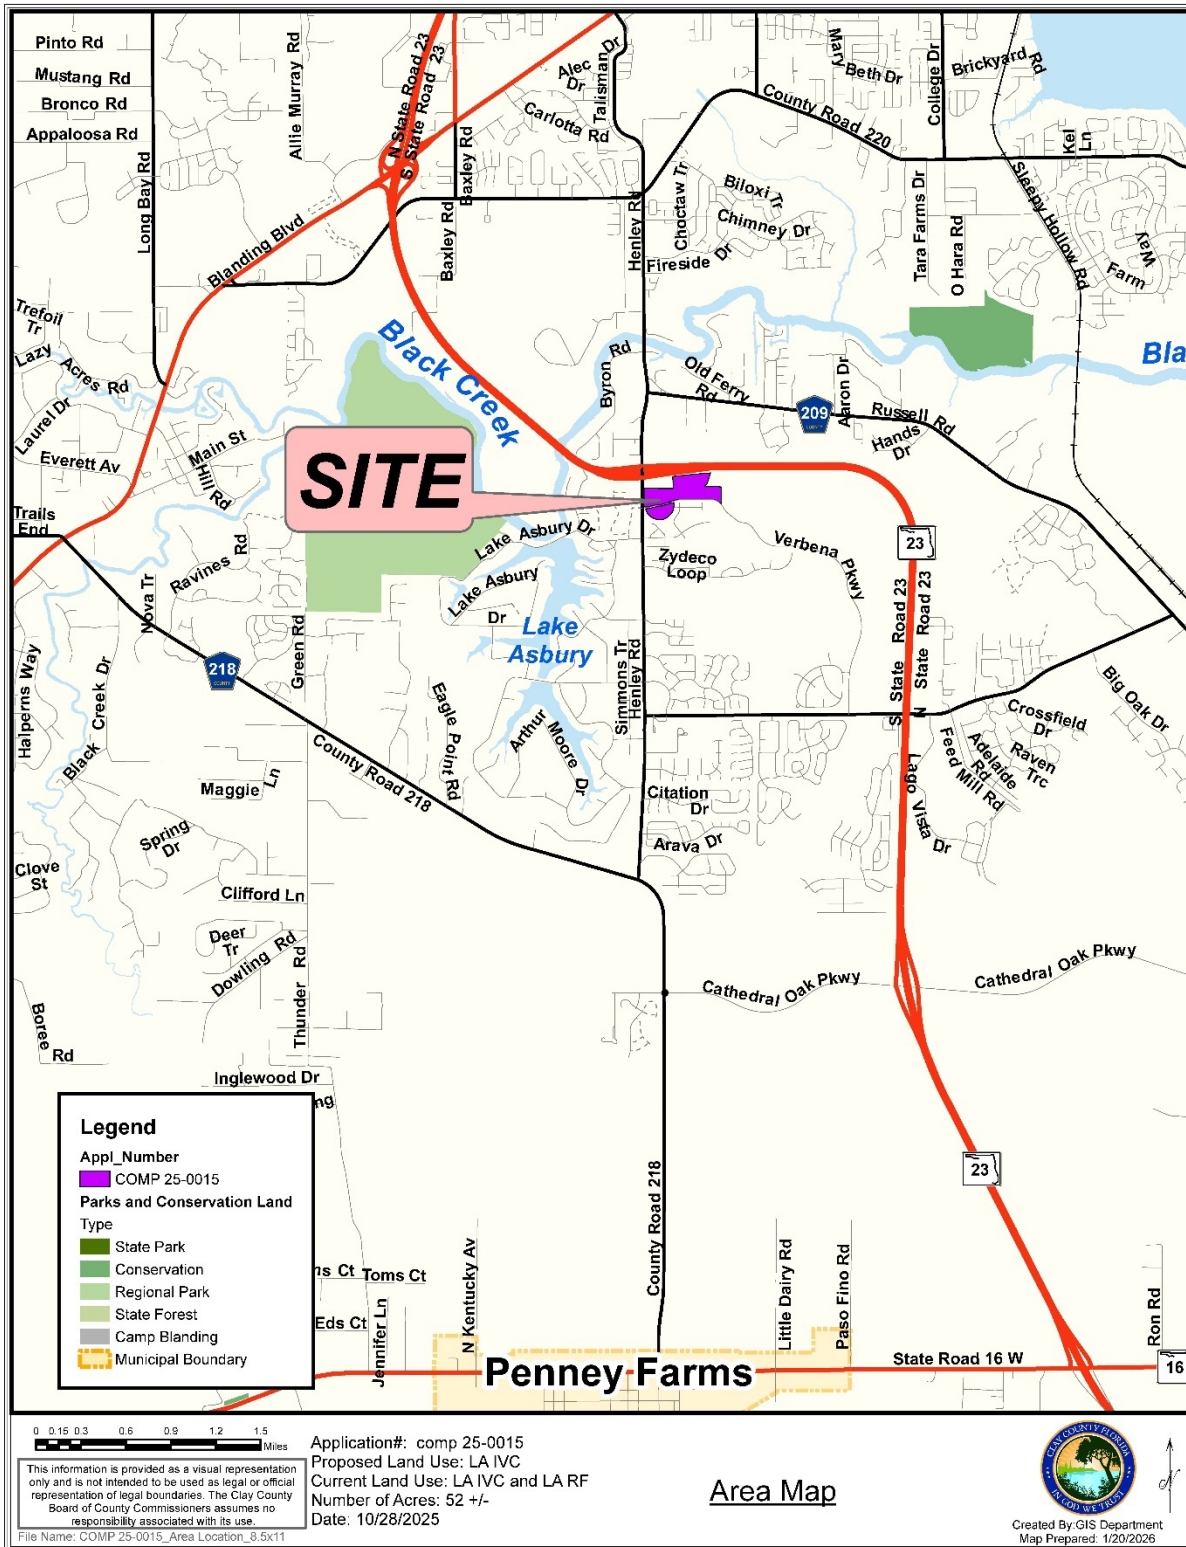 Pinto Rd
Mustang Rd
Bronco Rd
Appaloosa Rd
Long Bay Rd
Allie Murray Rd
N State Road 23
S State Road 23
Baxley Rd
Baxley Rd
Alec Dr
Talisman Dr
Carlotta Rd
Mary Beth Dr
College Dr
Brickyard Rd
County Road 220
Kel Ln
Sleepy Hollow Rd
Henley Rd
Choctaw Tr
Biloxi Tr
Chimney Dr
Fireside Dr
Tara Farms Dr
O Hara Rd
Farm Way
Blanding Blvd
Trefoil Tr
Lazy Acres Rd
Laurel Dr
Everett Av
Main St
Hill Rd
Trails End
Black Creek
Bla
Byron Rd
Old Ferry Rd
209
COUNTY
Aaron Dr
Russell Rd
Hands Dr
SITE
23
Ravines Rd
Nova Tr
Green Rd
Lake Asbury Dr
Lake Asbury Dr
Lake Asbury
Zydeco Loop
Verbena Pkwy
S State Road 23
N State Road 23
218
COUNTY
Halperns Way
Black Creek Dr
Simmons Tr
Henley Rd
Eagle Point Rd
Arthur Moore Dr
County Road 218
Big Oak Dr
Crossfield Dr
Raven Trc
Adelaide Rd
Feed Mill Rd
Lago Vista Dr
Maggie Ln
Citation Dr
Arava Dr
Spring Dr
Clove St
Clifford Ln
Deer Tr
Dowling Rd
Thunder Rd
Cathedral Oak Pkwy
Cathedral Oak Pkwy
Boree Rd
Inglewood Dr
ng
23
County Road 218
ns Ct
Toms Ct
Eds Ct
Jennifer Ln
N Kentucky Av
Little Dairy Rd
Paso Fino Rd
Ron Rd
Penney Farms
State Road 16 W
16
Legend
Appl_Number
COMP 25-0015
Parks and Conservation Land
Type
State Park
Conservation
Regional Park
State Forest
Camp Blanding
Municipal Boundary
0 0.15 0.3 0.6 0.9 1.2 1.5
Miles
This information is provided as a visual representation
only and is not intended to be used as legal or official
representation of legal boundaries. The Clay County
Board of County Commissioners assumes no
responsibility associated with its use.
File Name: COMP 25-0015_Area Location_8.5x11
Application#: comp 25-0015
Proposed Land Use: LA IVC
Current Land Use: LA IVC and LA RF
Number of Acres: 52 +/-
Date: 10/28/2025
Area Map
CLAY COUNTY FLORIDA
IN GOD WE TRUST
N
Created By:GIS Department
Map Prepared: 1/20/2026